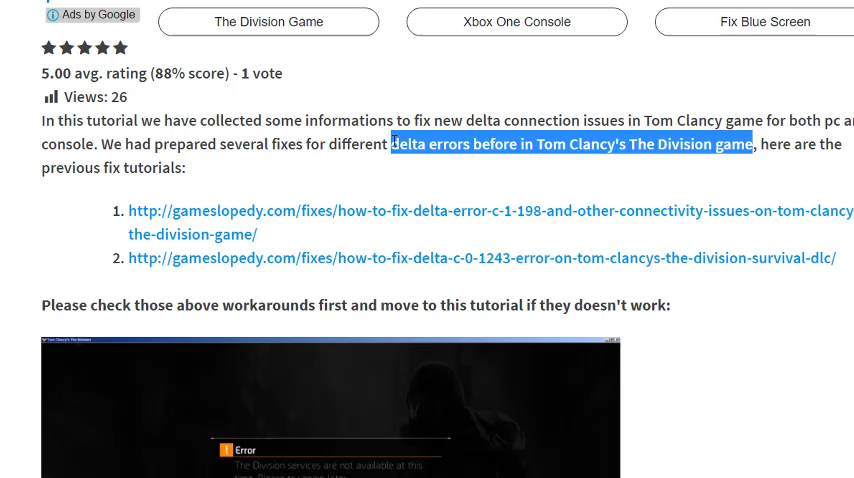 Ads by Google
The Division Game
Xbox One Console
Fix Blue Screen
5.00 avg. rating (88% score) - 1 vote
Views: 26
In this tutorial we have collected some informations to fix new delta connection issues in Tom Clancy game for both pc
console. We had prepared several fixes for different delta errors before in Tom Clancy's The Division game, here are the
previous fix tutorials:
1. http://gameslopedy.com/fixes/how-to-fix-delta-error-c-1-198-and-other-connectivity-issues-on-tom-clancy
the-division-game/
2. http://gameslopedy.com/fixes/how-to-fix-delta-c-0-1243-error-on-tom-clancys-the-division-survival-dlc/
Please check those above workarounds first and move to this tutorial if they doesn't work:
Tom Clancy's The Division
Error
The Division services are not available at this
time. Please try again later.